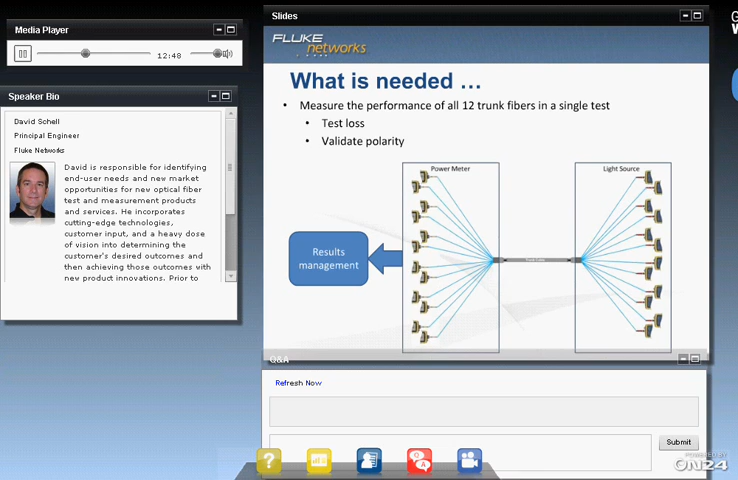 Media Player
12:48
Speaker Bio
David Schell
Principal Engineer
Fluke Networks
David is responsible for identifying
end-user needs and new market
opportunities for new optical fiber
test and measurement products
and services. He incorporates
cutting-edge technologies,
customer input, and a heavy dose
of vision into determining the
customer's desired outcomes and
then achieving those outcomes with
new product innovations. Prior to
Slides
FLUKE
networks
What is needed ...
• Measure the performance of all 12 trunk fibers in a single test
• Test loss
• Validate polarity
Power Meter
Light Source
Results
management
Q&A
Refresh Now
Submit
?
Q
A
POWERED BY
ON24